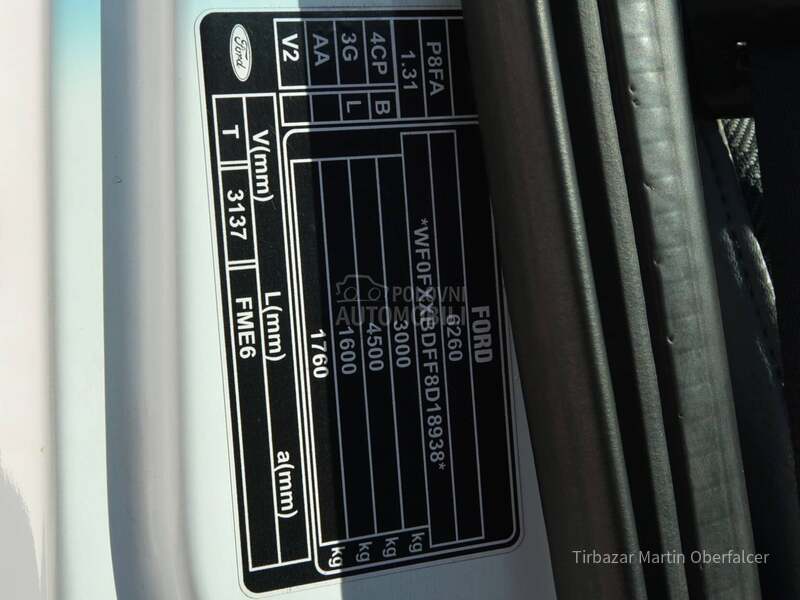 Ford
FORD
6260
*WF0FXXBDFF8D18938*
3000 kg
4500 kg
1600 kg
1760 kg
P8FA
1.31
4CP B
3G L
AA
V2
V(mm) L(mm) a(mm)
T 3137 FME6
POLOVNI
AUTOMOBILI
Tirbazar Martin Oberfalcer